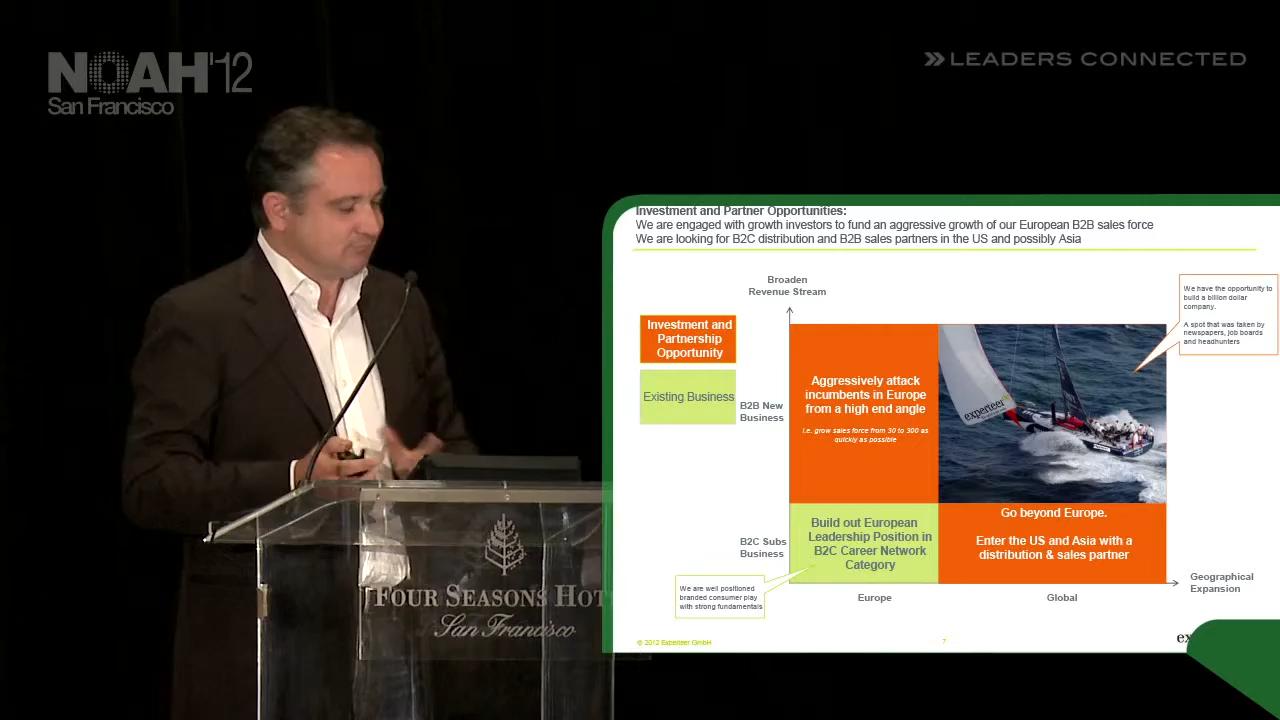 NOAH'12
San Francisco
LEADERS CONNECTED
Investment and Partner Opportunities:
We are engaged with growth investors to fund an aggressive growth of our European B2B sales force
We are looking for B2C distribution and B2B sales partners in the US and possibly Asia
Broaden
Revenue Stream
We have the opportunity to
build a billion dollar
company.
A spot that was taken by
newspapers, job boards
and headhunters
Investment and
Partnership
Opportunity
Existing Business
B2B New
Business
Aggressively attack
incumbents in Europe
from a high end angle
i.e. grow sales force from 30 to 300 as
quickly as possible
experteer
B2C Subs
Business
Build out European
Leadership Position in
B2C Career Network
Category
Go beyond Europe.
Enter the US and Asia with a
distribution & sales partner
We are well positioned
branded consumer play
with strong fundamentals
Europe
Global
Geographical
Expansion
© 2012 Experteer GmbH
7
ex
FOUR SEASONS HOT
San Francisco